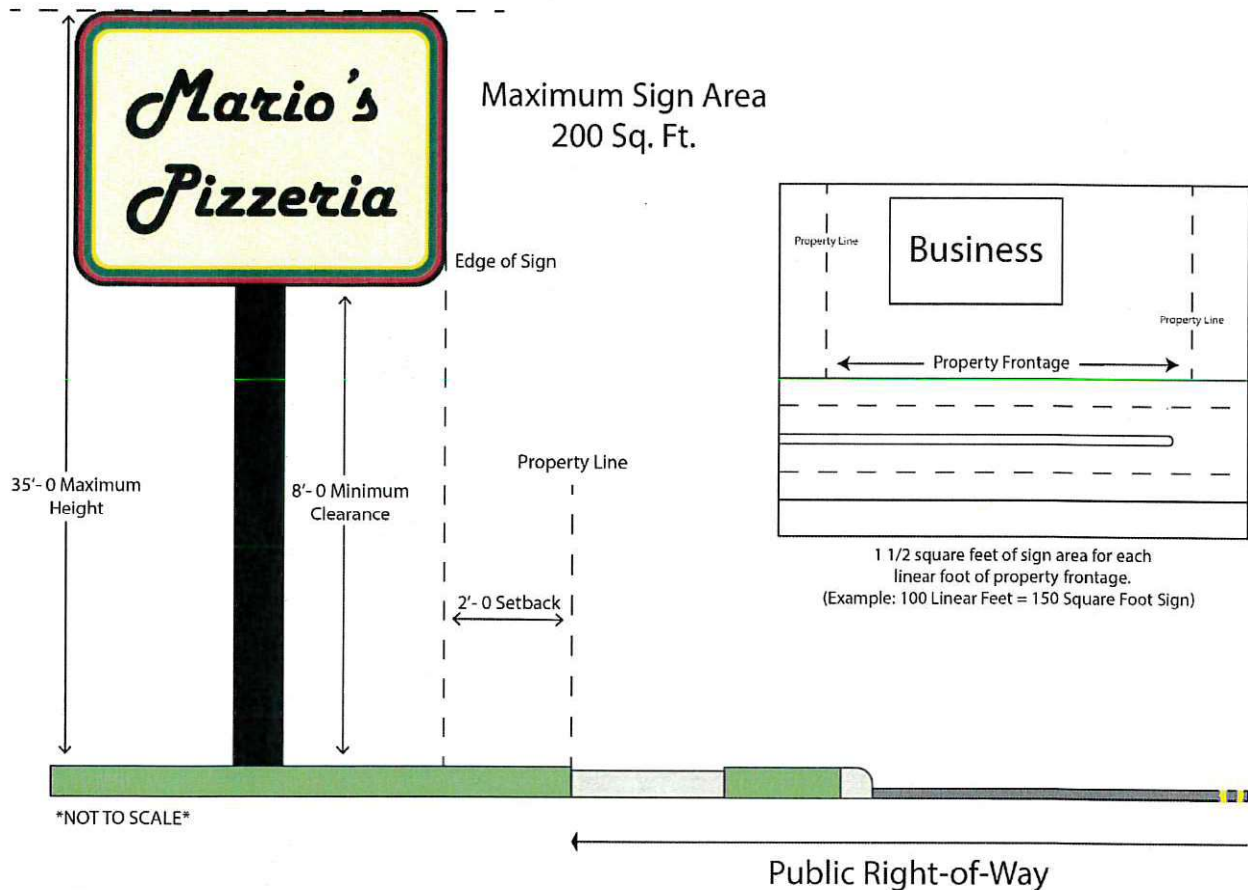 Mario's
Pizzeria
Maximum Sign Area
200 Sq. Ft.
Edge of Sign
35'- 0 Maximum
Height
8'- 0 Minimum
Clearance
Property Line
2'- 0 Setback
*NOT TO SCALE*
Public Right-of-Way
Property Line
Business
Property Line
Property Frontage
1 1/2 square feet of sign area for each
linear foot of property frontage.
(Example: 100 Linear Feet = 150 Square Foot Sign)